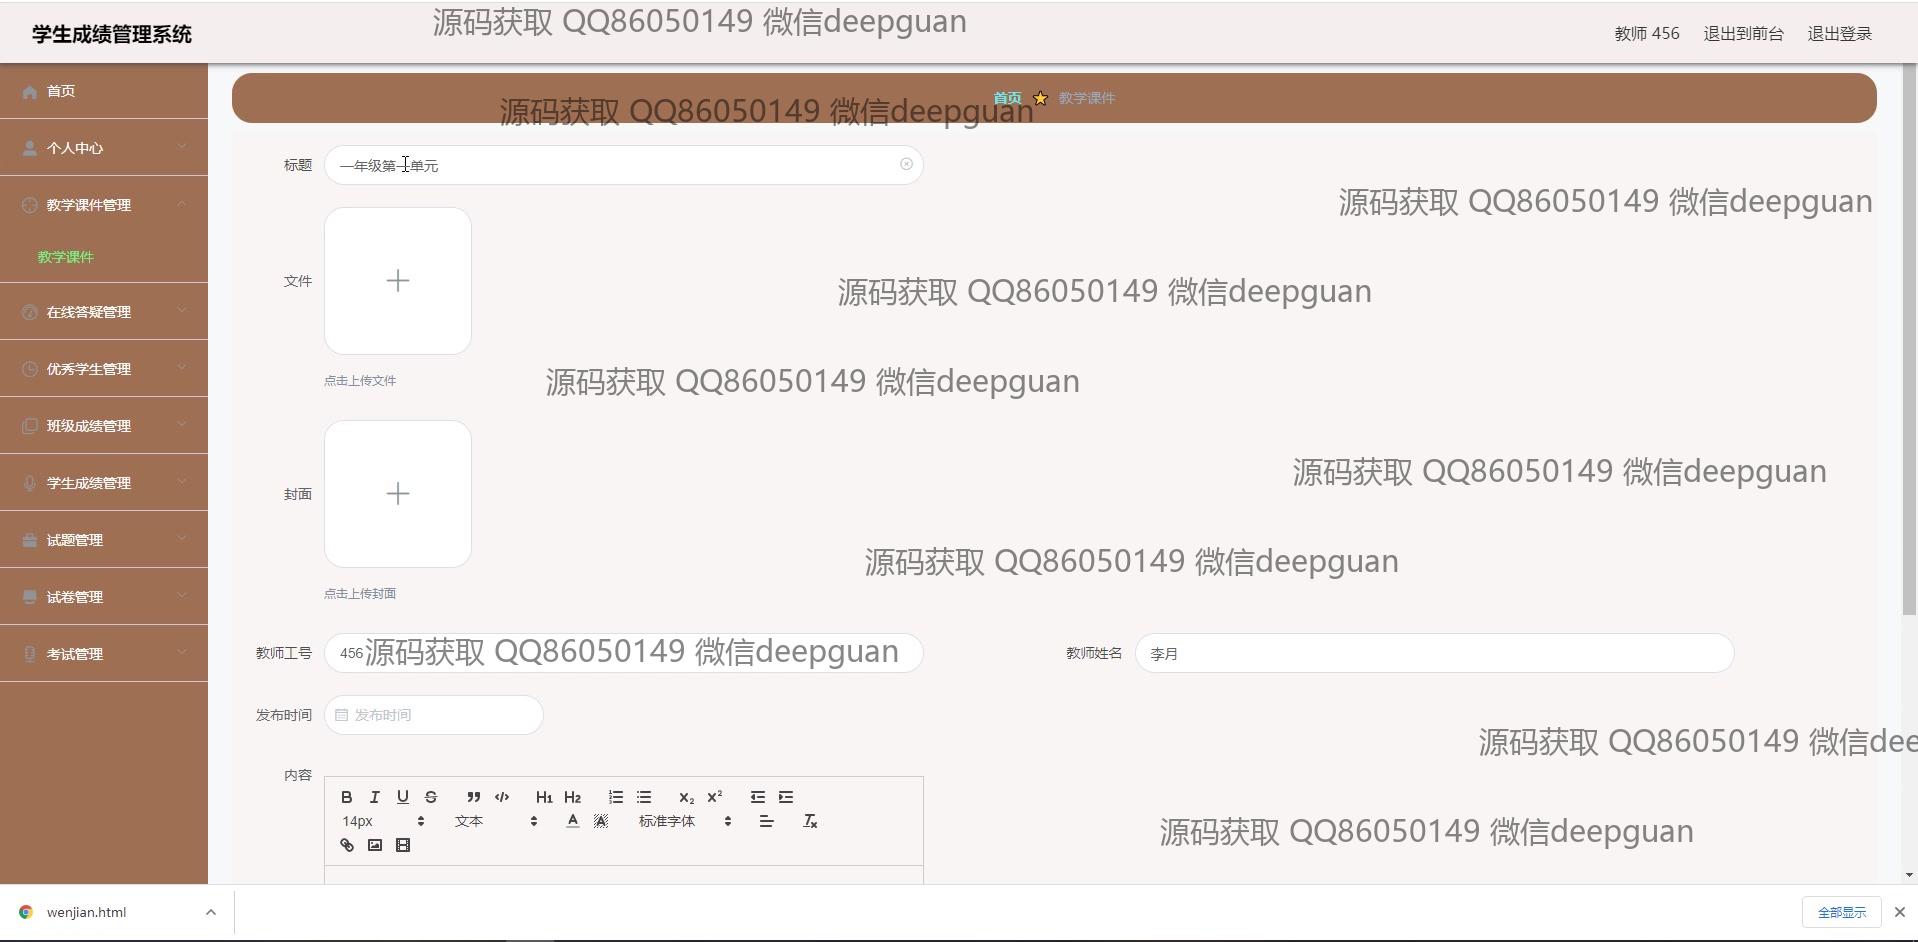 学生成绩管理系统
源码获取 QQ86050149 微信deepguan
教师 456 退出到前台 退出登录
首页
个人中心
教学课件管理
教学课件
在线答疑管理
优秀学生管理
班级成绩管理
学生成绩管理
试题管理
试卷管理
考试管理
首页 教学课件
源码获取 QQ86050149 微信deepguan
标题 一年级第一单元
源码获取 QQ86050149 微信deepguan
文件
源码获取 QQ86050149 微信deepguan
点击上传文件
源码获取 QQ86050149 微信deepguan
源码获取 QQ86050149 微信deepguan
封面
源码获取 QQ86050149 微信deepguan
点击上传封面
教师工号 456
源码获取 QQ86050149 微信deepguan
教师姓名 李月
发布时间 发布时间
源码获取 QQ86050149 微信dee
内容
B I U S H1 H2 X2 X2
14px 文本 A A 标准字体 Tx
源码获取 QQ86050149 微信deepguan
wenjian.html
全部显示